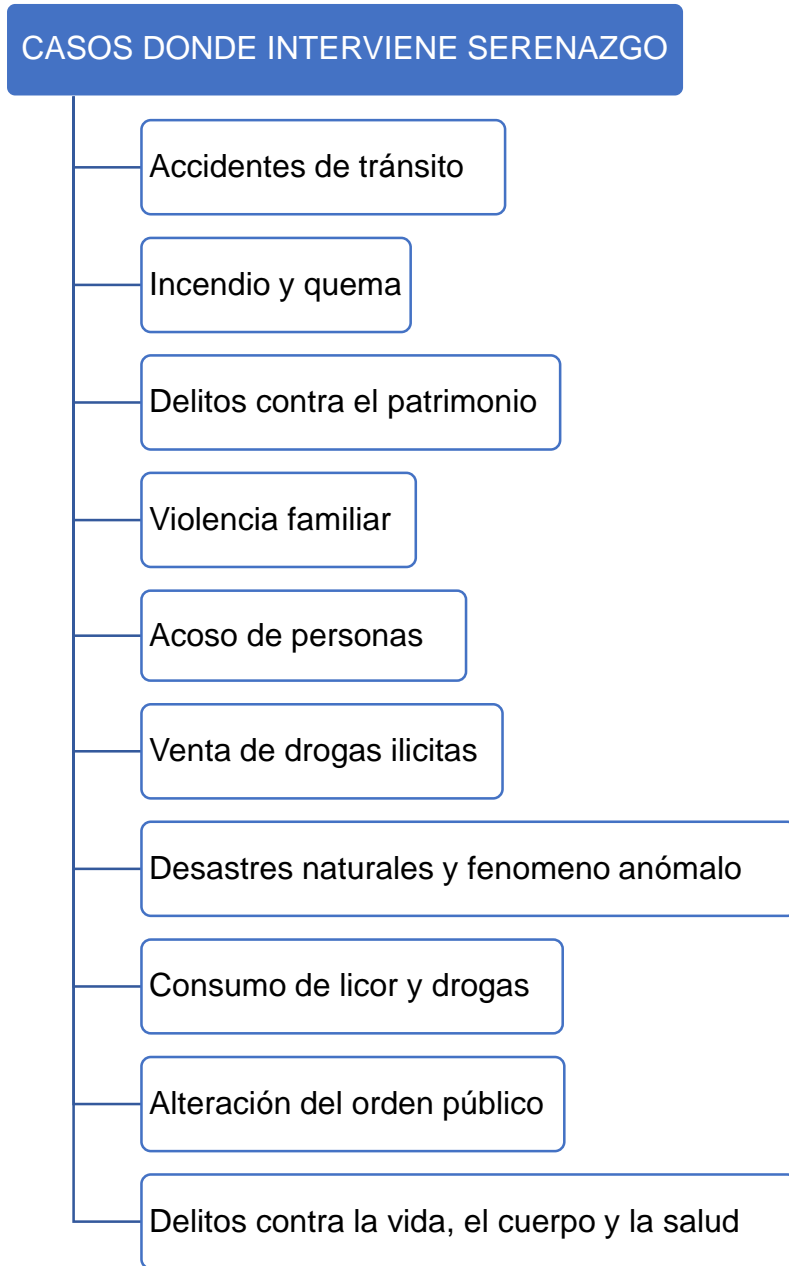 CASOS DONDE INTERVIENE SERENAZGO
Accidentes de tránsito
Incendio y quema
Delitos contra el patrimonio
Violencia familiar
Acoso de personas
Venta de drogas ilicitas
Desastres naturales y fenomeno anómalo
Consumo de licor y drogas
Alteración del orden público
Delitos contra la vida, el cuerpo y la salud